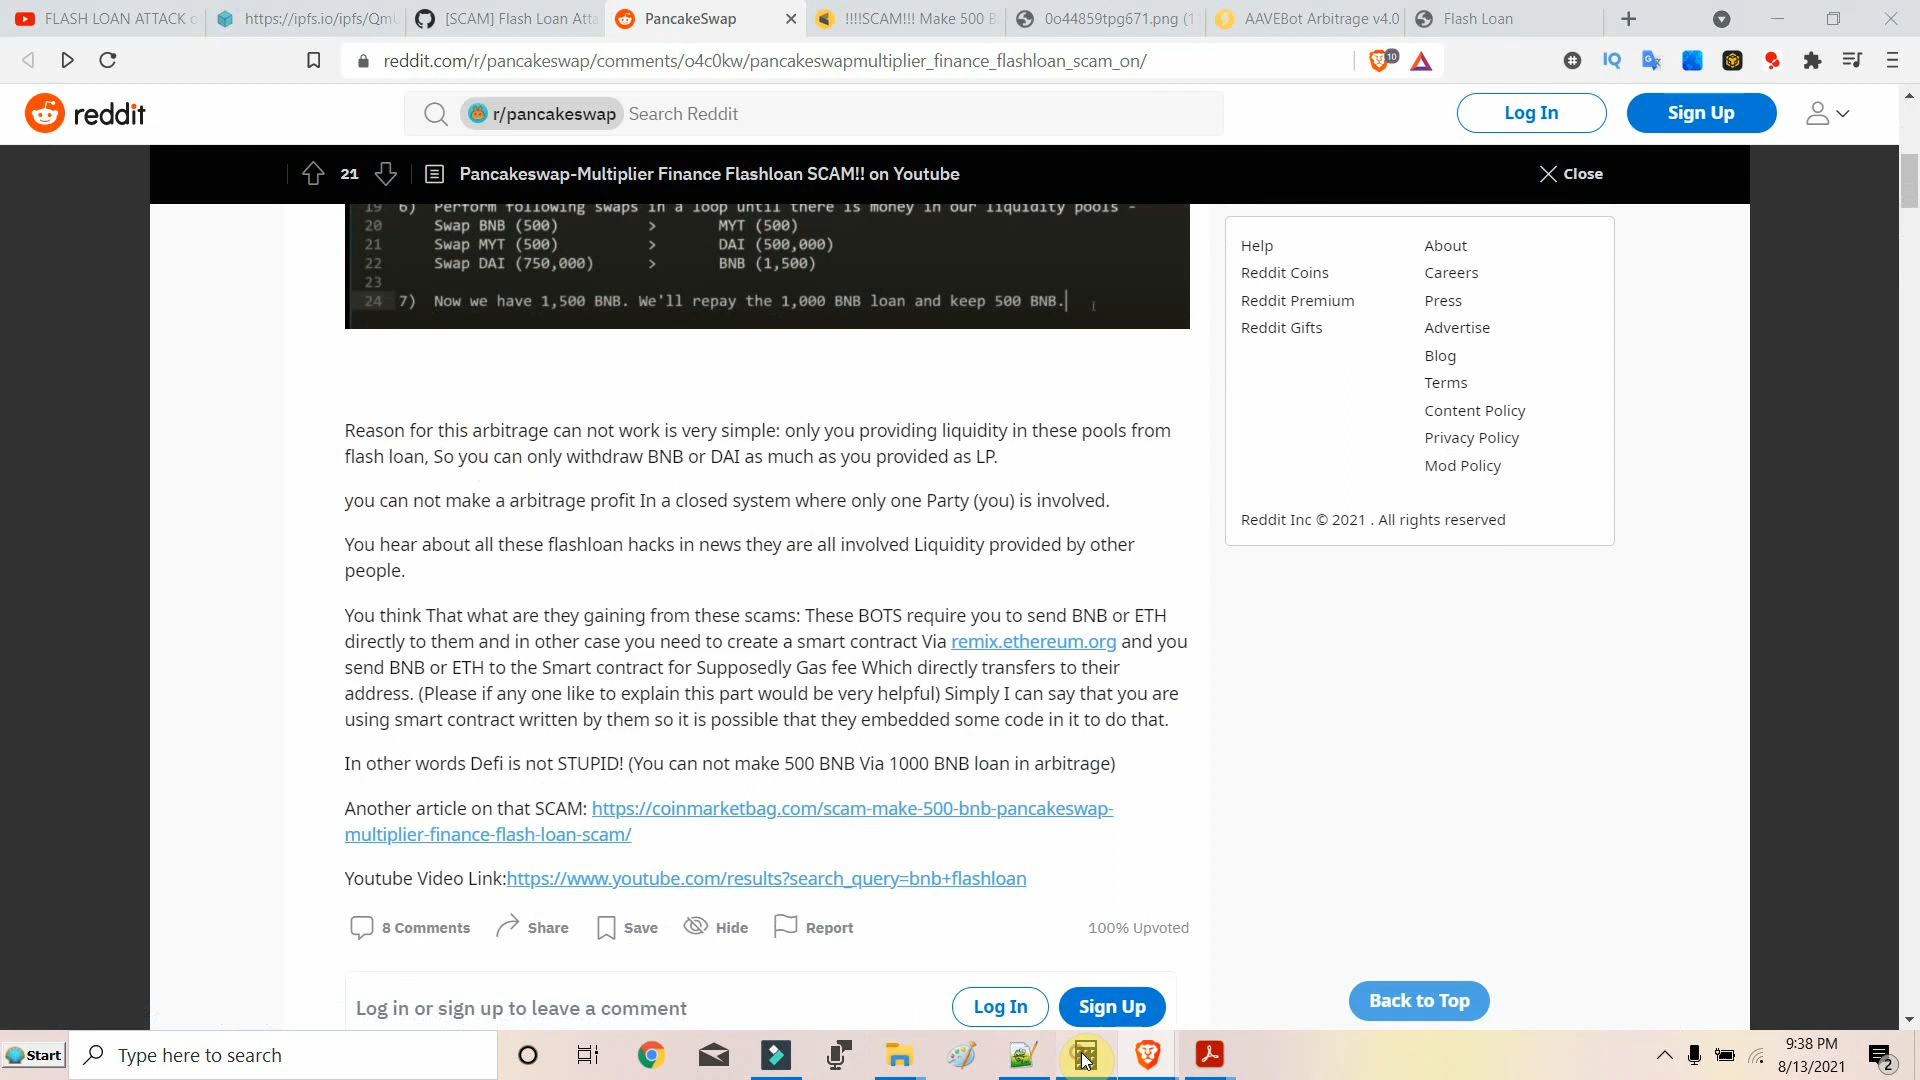 FLASH LOAN ATTACK o
https://ipfs.io/ipfs/Qm
[SCAM] Flash Loan Atta
PancakeSwap
!!!!SCAM!!! Make 500 B
0o44859tpg671.png (1
AAVEBot Arbitrage v4.0
Flash Loan
reddit.com/r/pancakeswap/comments/o4c0kw/pancakeswapmultiplier_finance_flashloan_scam_on/
10
reddit
r/pancakeswap
Search Reddit
Log In
Sign Up
21
Pancakeswap-Multiplier Finance Flashloan SCAM!! on Youtube
Close
19 6) Perform following swaps in a loop until there is money in our liquidity pools -
20 Swap BNB (500) > MYT (500)
21 Swap MYT (500) > DAI (500,000)
22 Swap DAI (750,000) > BNB (1,500)
23
24 7) Now we have 1,500 BNB. We'll repay the 1,000 BNB loan and keep 500 BNB.
Reason for this arbitrage can not work is very simple: only you providing liquidity in these pools from
flash loan, So you can only withdraw BNB or DAI as much as you provided as LP.
you can not make a arbitrage profit In a closed system where only one Party (you) is involved.
You hear about all these flashloan hacks in news they are all involved Liquidity provided by other
people.
You think That what are they gaining from these scams: These BOTS require you to send BNB or ETH
directly to them and in other case you need to create a smart contract Via remix.ethereum.org and you
send BNB or ETH to the Smart contract for Supposedly Gas fee Which directly transfers to their
address. (Please if any one like to explain this part would be very helpful) Simply I can say that you are
using smart contract written by them so it is possible that they embedded some code in it to do that.
In other words Defi is not STUPID! (You can not make 500 BNB Via 1000 BNB loan in arbitrage)
Another article on that SCAM: https://coinmarketbag.com/scam-make-500-bnb-pancakeswap-
multiplier-finance-flash-loan-scam/
Youtube Video Link:https://www.youtube.com/results?search_query=bnb+flashloan
8 Comments
Share
Save
Hide
Report
100% Upvoted
Log in or sign up to leave a comment
Log In
Sign Up
Help
Reddit Coins
Reddit Premium
Reddit Gifts
About
Careers
Press
Advertise
Blog
Terms
Content Policy
Privacy Policy
Mod Policy
Reddit Inc © 2021 . All rights reserved
Back to Top
Start
Type here to search
9:38 PM
8/13/2021
2